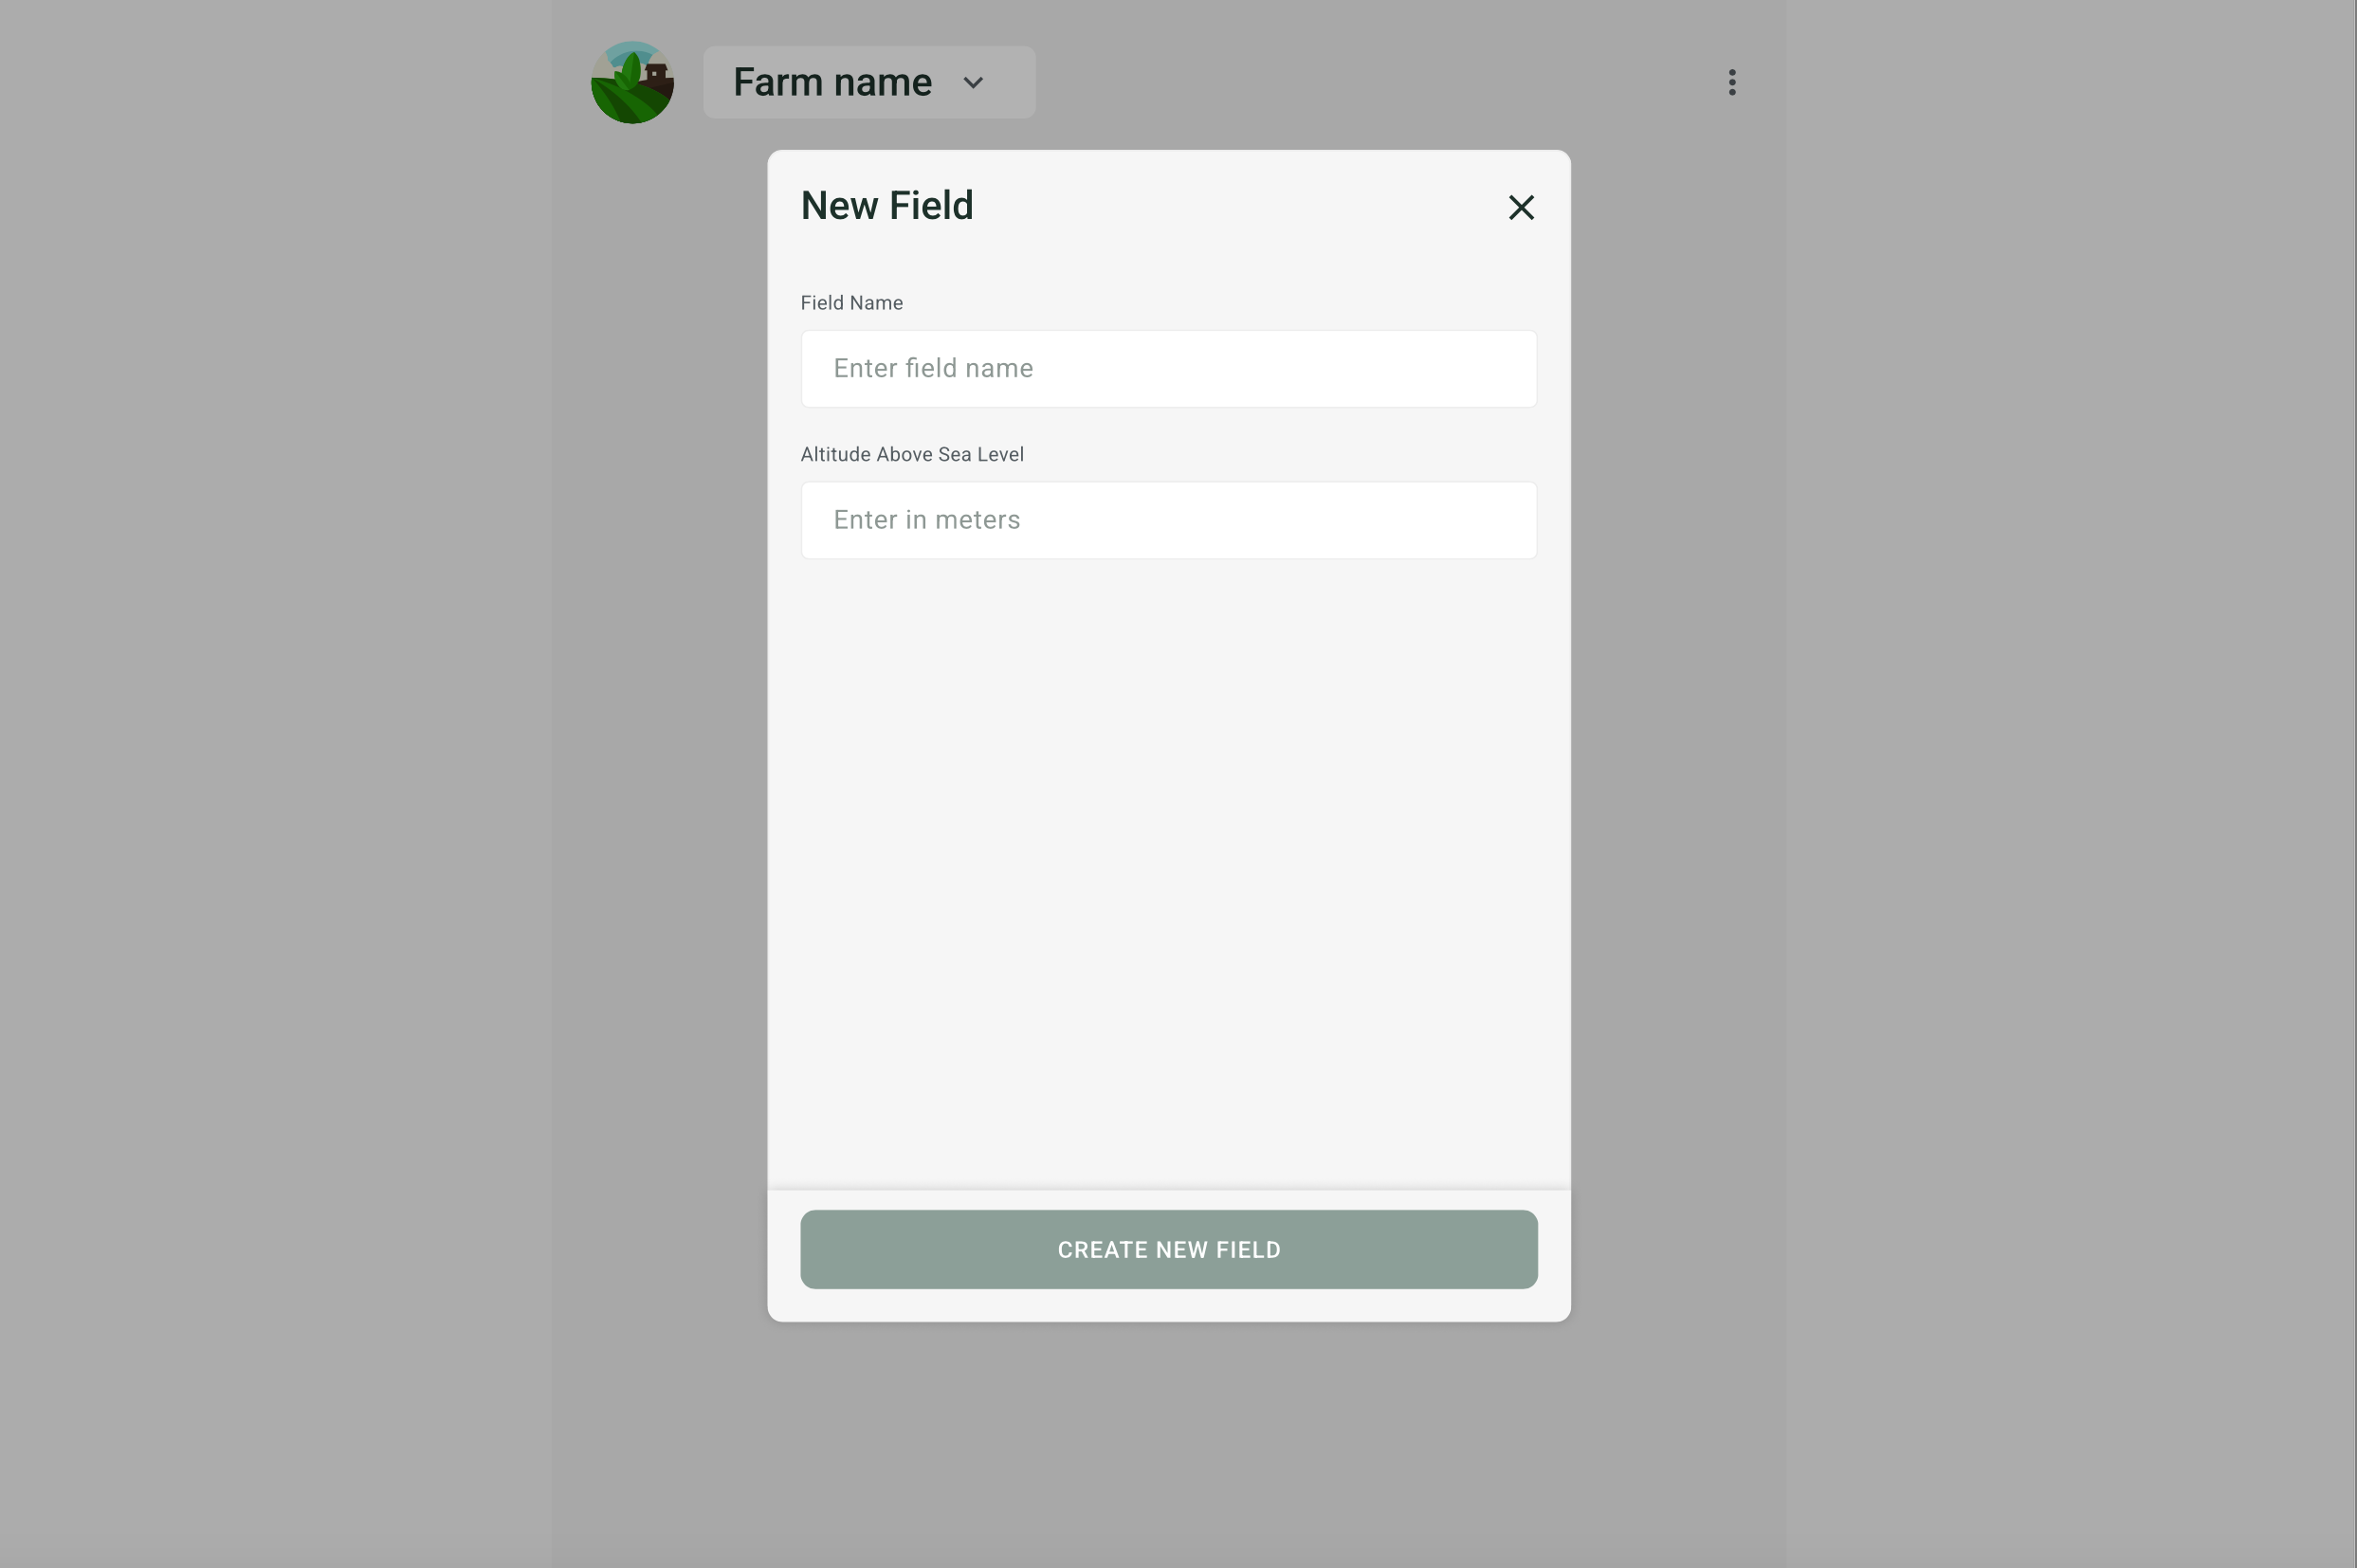 Farm name
New Field
Field Name
Enter field name
Altitude Above Sea Level
Enter in meters
CREATE NEW FIELD